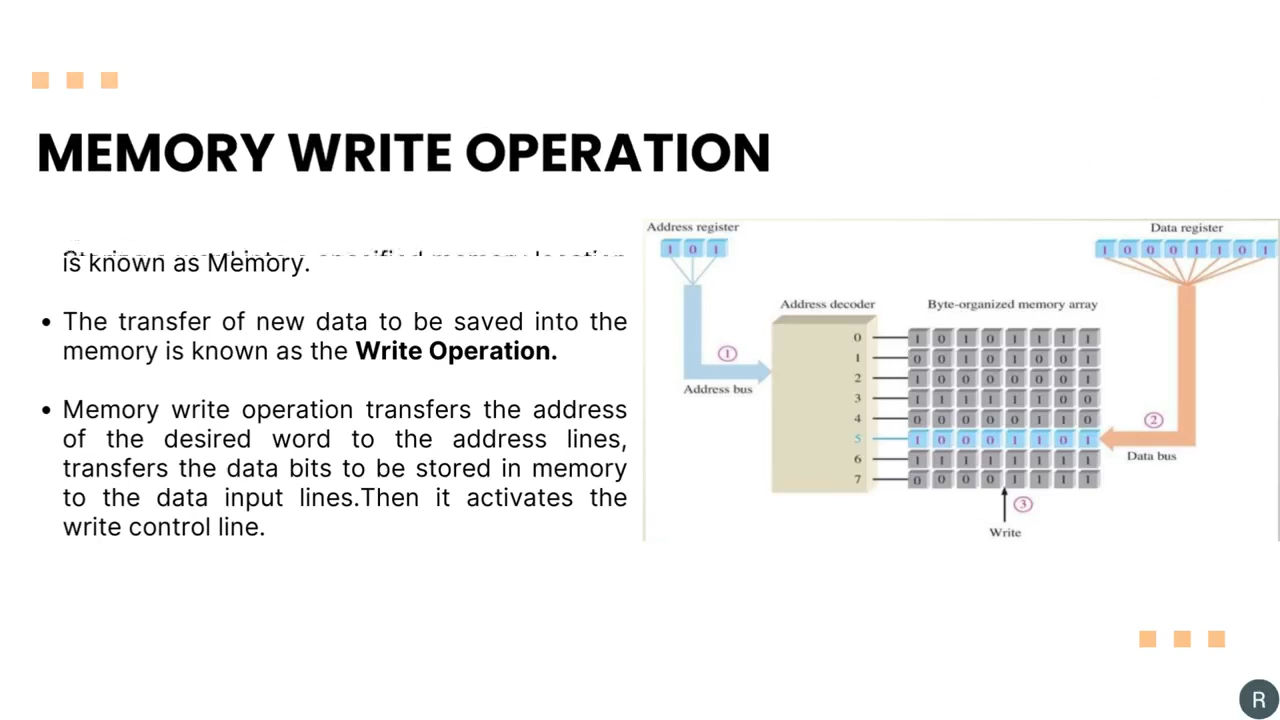 MEMORY WRITE OPERATION
is known as Memory.
• The transfer of new data to be saved into the
memory is known as the Write Operation.
• Memory write operation transfers the address
of the desired word to the address lines,
transfers the data bits to be stored in memory
to the data input lines.Then it activates the
write control line.
Address register
1 0 1
Data register
1 0 0 0 1 1 0 1
Address decoder
Byte-organized memory array
0 1 0 1 0 1 1 1 1
1 0 0 1 0 1 0 0 1
2 1 0 0 0 0 0 0 1
3 1 1 1 1 1 1 0 0
4 0 0 0 0 0 1 1 0
5 1 0 0 0 1 1 0 1
6 1 1 1 1 1 1 1 1
7 0 0 0 0 1 1 1 1
1
Address bus
2
Data bus
3
Write
R